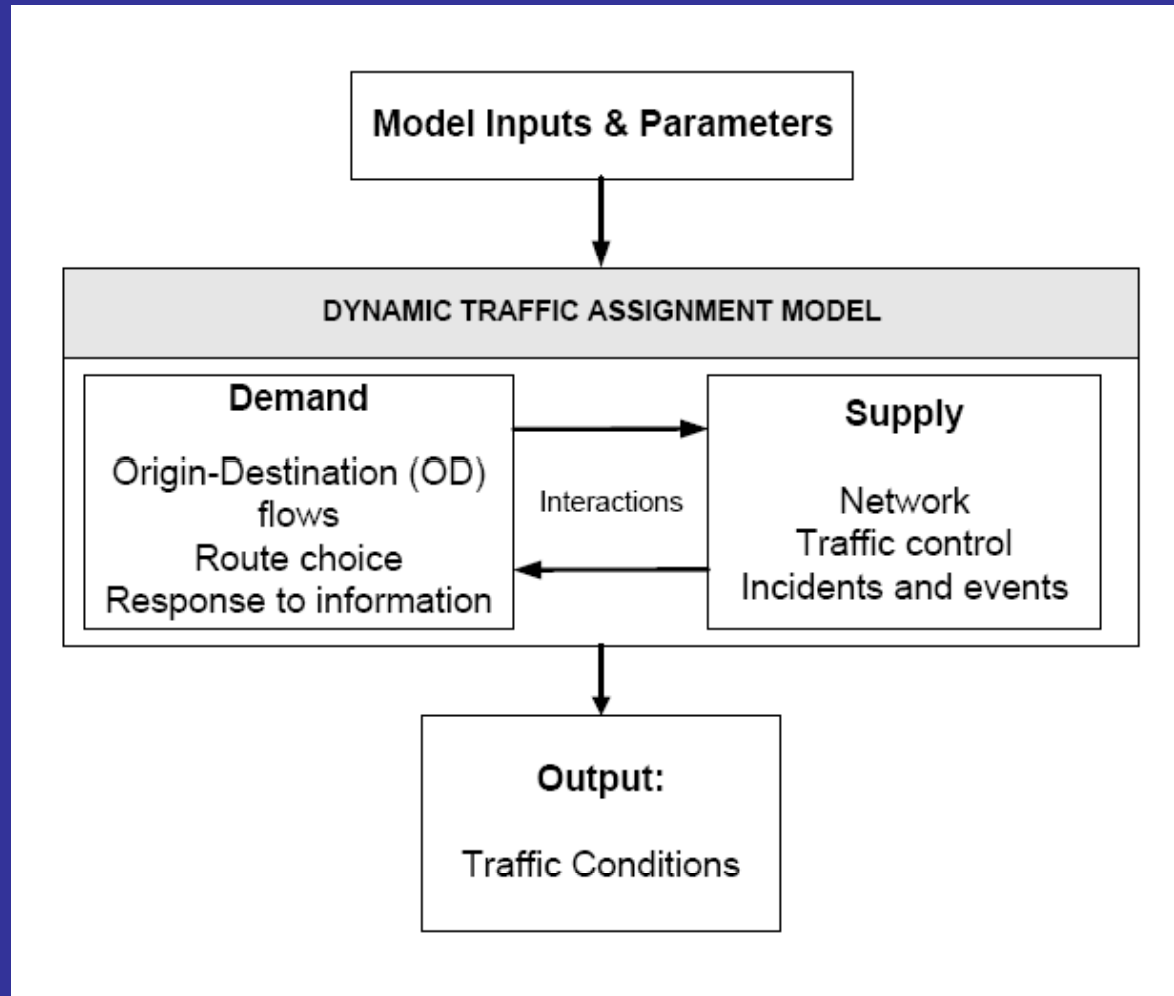 Model Inputs & Parameters
DYNAMIC TRAFFIC ASSIGNMENT MODEL
Demand
Origin-Destination (OD)
flows
Route choice
Response to information
Interactions
Supply
Network
Traffic control
Incidents and events
Output:
Traffic Conditions